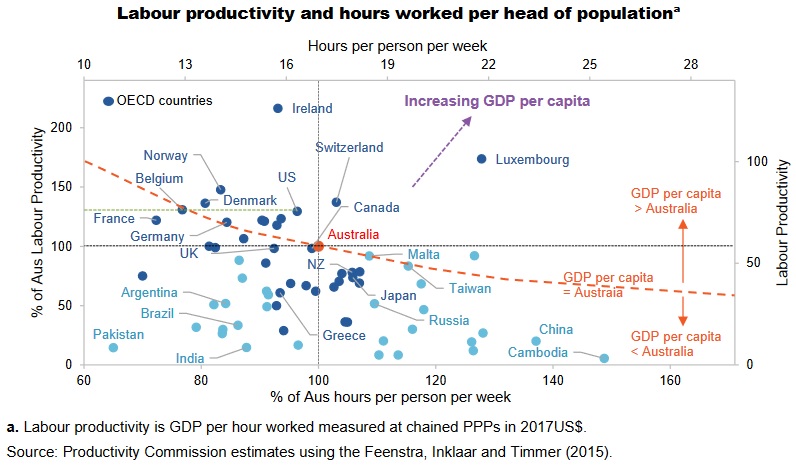 Labour productivity and hours worked per head of populationª
Hours per person per week
10 13 16 19 22 25 28
OECD countries
Increasing GDP per capita
Ireland
200
Switzerland
Norway
Luxembourg
100
US
Belgium
150
GDP per capita
> Australia
Denmark
Canada
France
Germany
Australia
100
UK
Malta
NZ
50
GDP per capita
= Austraia
Taiwan
Argentina
Japan
50
Brazil
Russia
China
GDP per capita
< Australia
Pakistan
Greece
India
Cambodia
0
0
60 80 100 120 140 160
% of Aus hours per person per week
% of Aus Labour Productivity
Labour Productivity
a. Labour productivity is GDP per hour worked measured at chained PPPs in 2017US$.
Source: Productivity Commission estimates using the Feenstra, Inklaar and Timmer (2015).